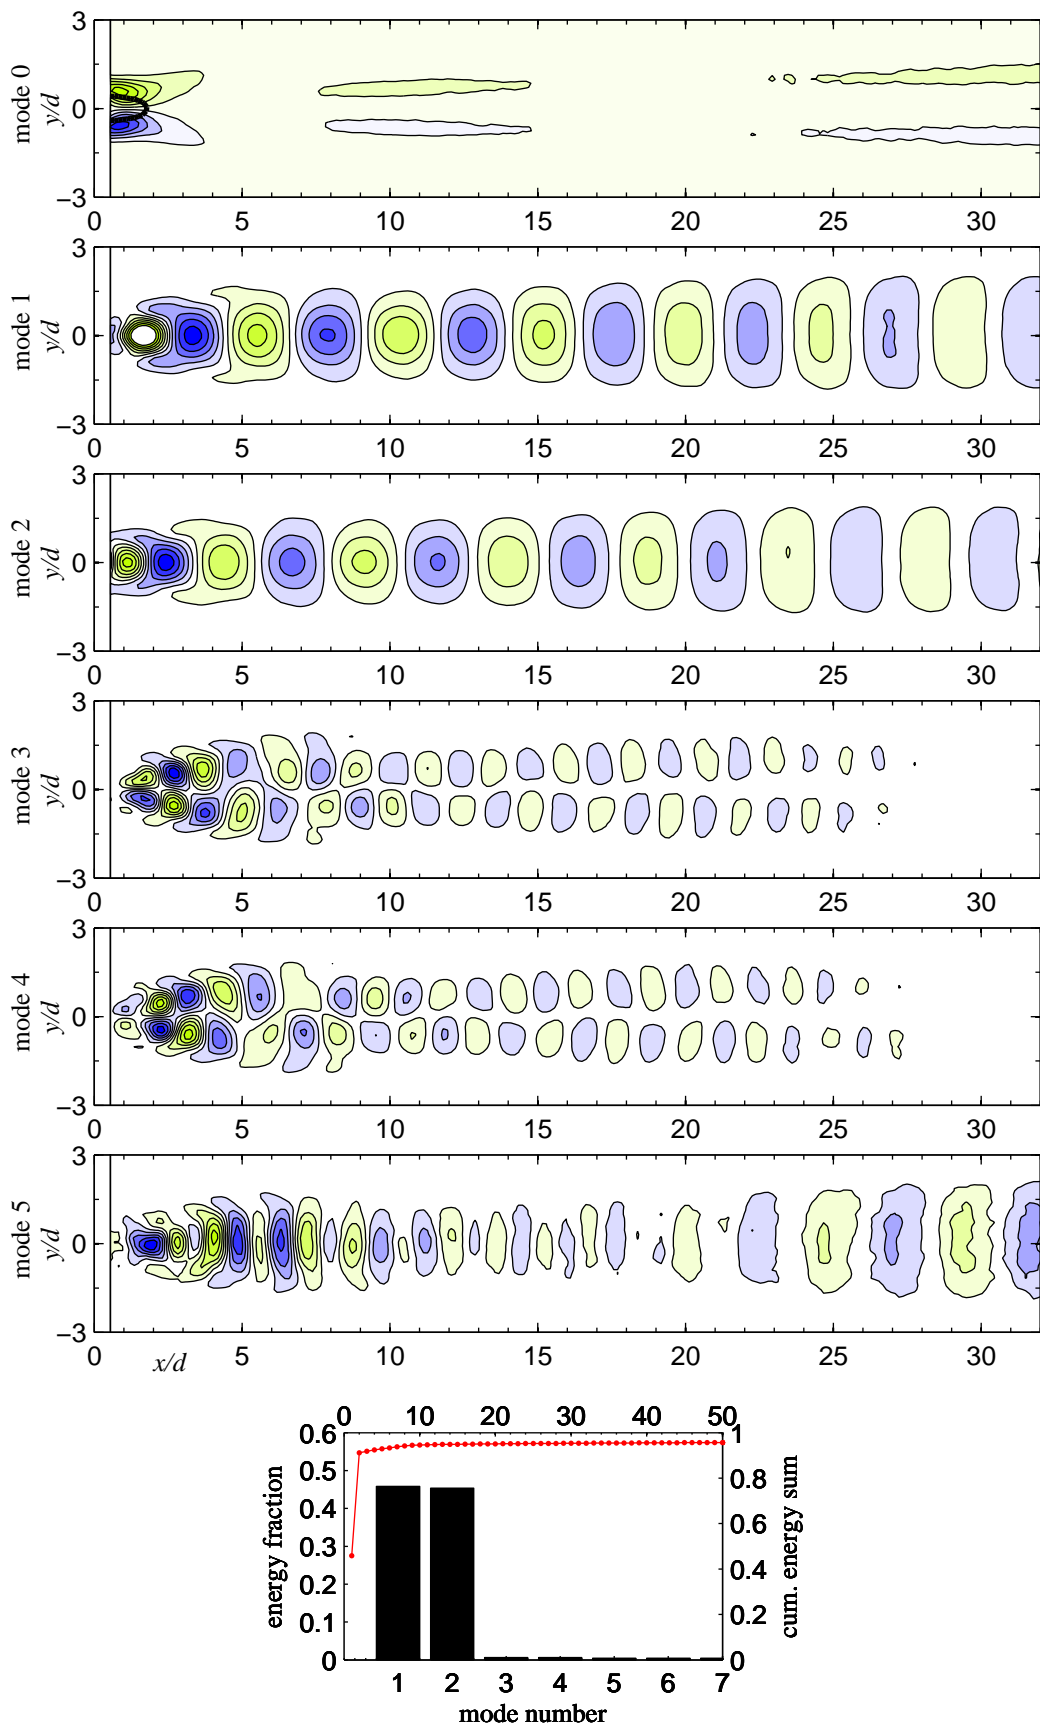 3
0
−3
mode 0
y/d
0 5 10 15 20 25 30
3
0
−3
mode 1
y/d
0 5 10 15 20 25 30
3
0
−3
mode 2
y/d
0 5 10 15 20 25 30
3
0
−3
mode 3
y/d
0 5 10 15 20 25 30
3
0
−3
mode 4
y/d
0 5 10 15 20 25 30
3
0
−3
mode 5
y/d
0 5 10 15 20 25 30
x/d
0 10 20 30 40 50
0.6
0.5
0.4
0.3
0.2
0.1
0
energy fraction
1
0.8
0.6
0.4
0.2
0
cum. energy sum
1 2 3 4 5 6 7
mode number